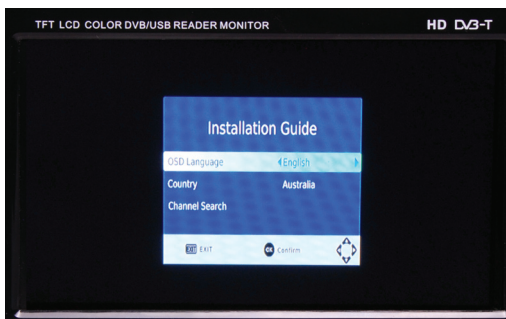 TFT LCD COLOR DVB/USB READER MONITOR
HD DVB-T
Installation Guide
OSD Language English
Country Australia
Channel Search
EXIT EXIT OK Confirm